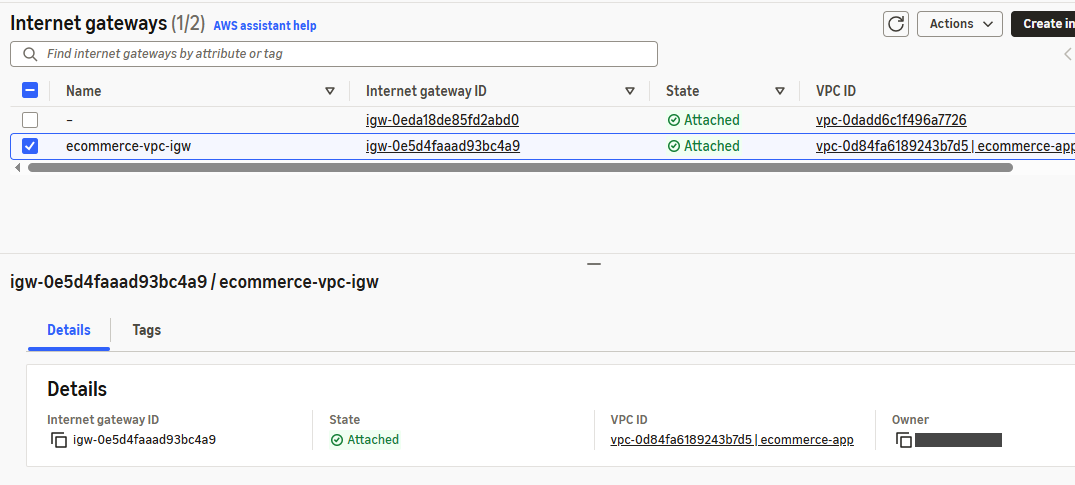 Internet gateways (1/2) AWS assistant help
Actions
Create in
Find internet gateways by attribute or tag
Name Internet gateway ID State VPC ID
– igw-0eda18de85fd2abd0 Attached vpc-0dadd6c1f496a7726
ecommerce-vpc-igw igw-0e5d4faaad93bc4a9 Attached vpc-0d84fa6189243b7d5 | ecommerce-app
igw-0e5d4faaad93bc4a9 / ecommerce-vpc-igw
Details Tags
Details
Internet gateway ID State VPC ID Owner
igw-0e5d4faaad93bc4a9 Attached vpc-0d84fa6189243b7d5 | ecommerce-app